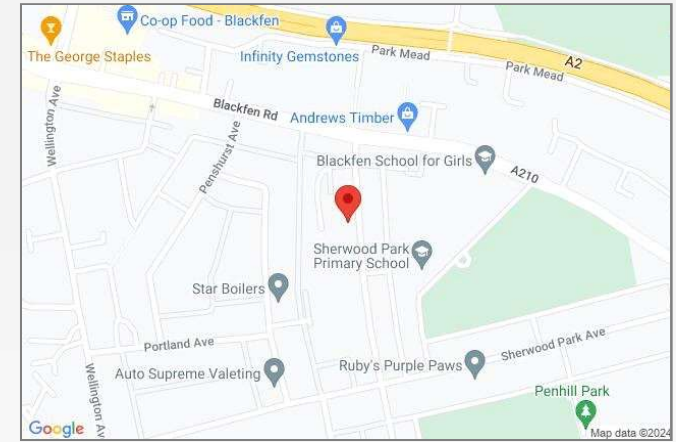 Co-op Food - Blackfen
The George Staples
Infinity Gemstones
Park Mead
A2
Park Mead
Wellington Ave
Blackfen Rd
Penshurst Ave
Andrews Timber
Blackfen School for Girls
A210
Sherwood Park
Primary School
Star Boilers
Portland Ave
Sherwood Park Ave
Auto Supreme Valeting
Ruby's Purple Paws
Wellington Av
Penhill Park
Google
Map data ©2024